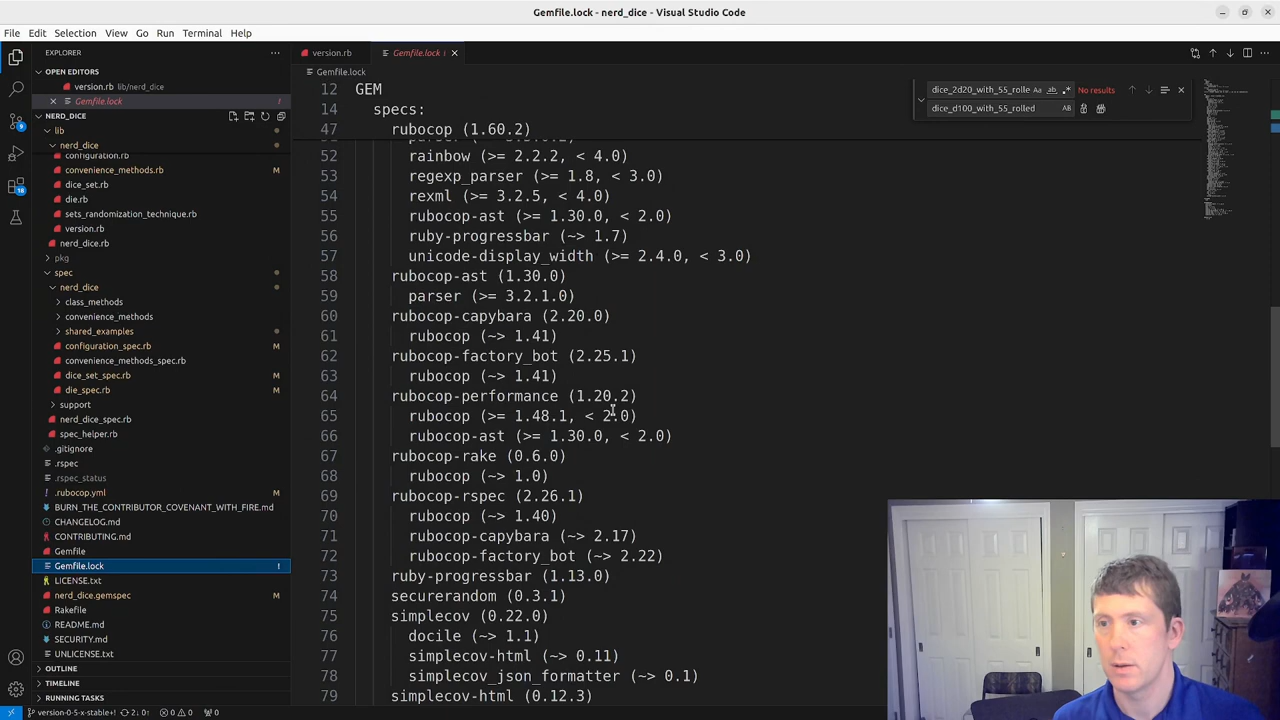 Gemfile.lock - nerd_dice - Visual Studio Code
File Edit Selection View Go Run Terminal Help
EXPLORER
OPEN EDITORS
version.rb lib/nerd_dice
Gemfile.lock !
NERD_DICE
lib
nerd_dice
configuration.rb
convenience_methods.rb M
dice_set.rb
die.rb
sets_randomization_technique.rb
version.rb
nerd_dice.rb
pkg
spec
nerd_dice
class_methods
convenience_methods
shared_examples
configuration_spec.rb M
convenience_methods_spec.rb
dice_set_spec.rb M
die_spec.rb M
support
nerd_dice_spec.rb
spec_helper.rb
.gitignore
.rspec
.rspec_status
.rubocop.yml M
BURN_THE_CONTRIBUTOR_COVENANT_WITH_FIRE.md
CHANGELOG.md
CONTRIBUTING.md
Gemfile
Gemfile.lock !
LICENSE.txt
nerd_dice.gemspec M
Rakefile
README.md
SECURITY.md
UNLICENSE.txt
OUTLINE
TIMELINE
RUNNING TASKS
18
version.rb
Gemfile.lock !
Gemfile.lock
dice_2d20_with_55_rolle No results
dice_d100_with_55_rolled AB
12 GEM
14 specs:
47 rubocop (1.60.2)
52 rainbow (>= 2.2.2, < 4.0)
53 regexp_parser (>= 1.8, < 3.0)
54 rexml (>= 3.2.5, < 4.0)
55 rubocop-ast (>= 1.30.0, < 2.0)
56 ruby-progressbar (~> 1.7)
57 unicode-display_width (>= 2.4.0, < 3.0)
58 rubocop-ast (1.30.0)
59 parser (>= 3.2.1.0)
60 rubocop-capybara (2.20.0)
61 rubocop (~> 1.41)
62 rubocop-factory_bot (2.25.1)
63 rubocop (~> 1.41)
64 rubocop-performance (1.20.2)
65 rubocop (>= 1.48.1, < 2.0)
66 rubocop-ast (>= 1.30.0, < 2.0)
67 rubocop-rake (0.6.0)
68 rubocop (~> 1.0)
69 rubocop-rspec (2.26.1)
70 rubocop (~> 1.40)
71 rubocop-capybara (~> 2.17)
72 rubocop-factory_bot (~> 2.22)
73 ruby-progressbar (1.13.0)
74 securerandom (0.3.1)
75 simplecov (0.22.0)
76 docile (~> 1.1)
77 simplecov-html (~> 0.11)
78 simplecov_json_formatter (~> 0.1)
79 simplecov-html (0.12.3)
version-0-5-x-stable+! 2↓ 0↑ 0 0 0